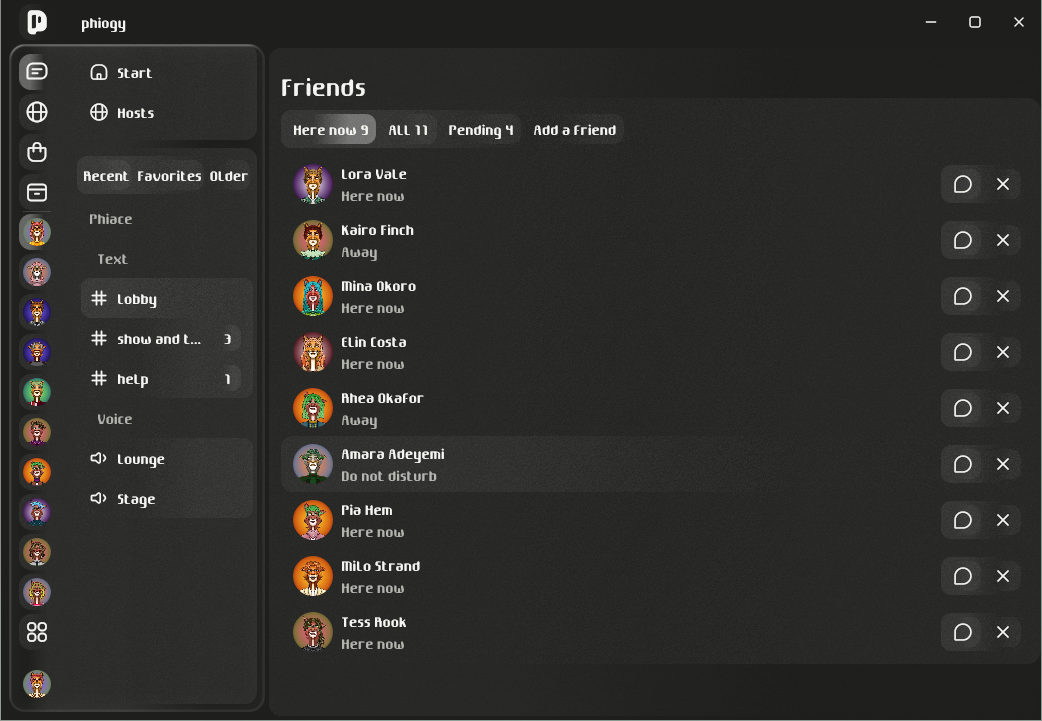 phiogy
Start
Hosts
Recent Favorites Older
Phiace
Text
Lobby
show and t... 3
help 1
Voice
Lounge
Stage
Friends
Here now 9 ALL 11 Pending 4 Add a friend
Lora Vale
Here now
Kairo Finch
Away
Mina Okoro
Here now
Elin Costa
Here now
Rhea Okafor
Away
Amara Adeyemi
Do not disturb
Pia Hem
Here now
Milo Strand
Here now
Tess Rook
Here now